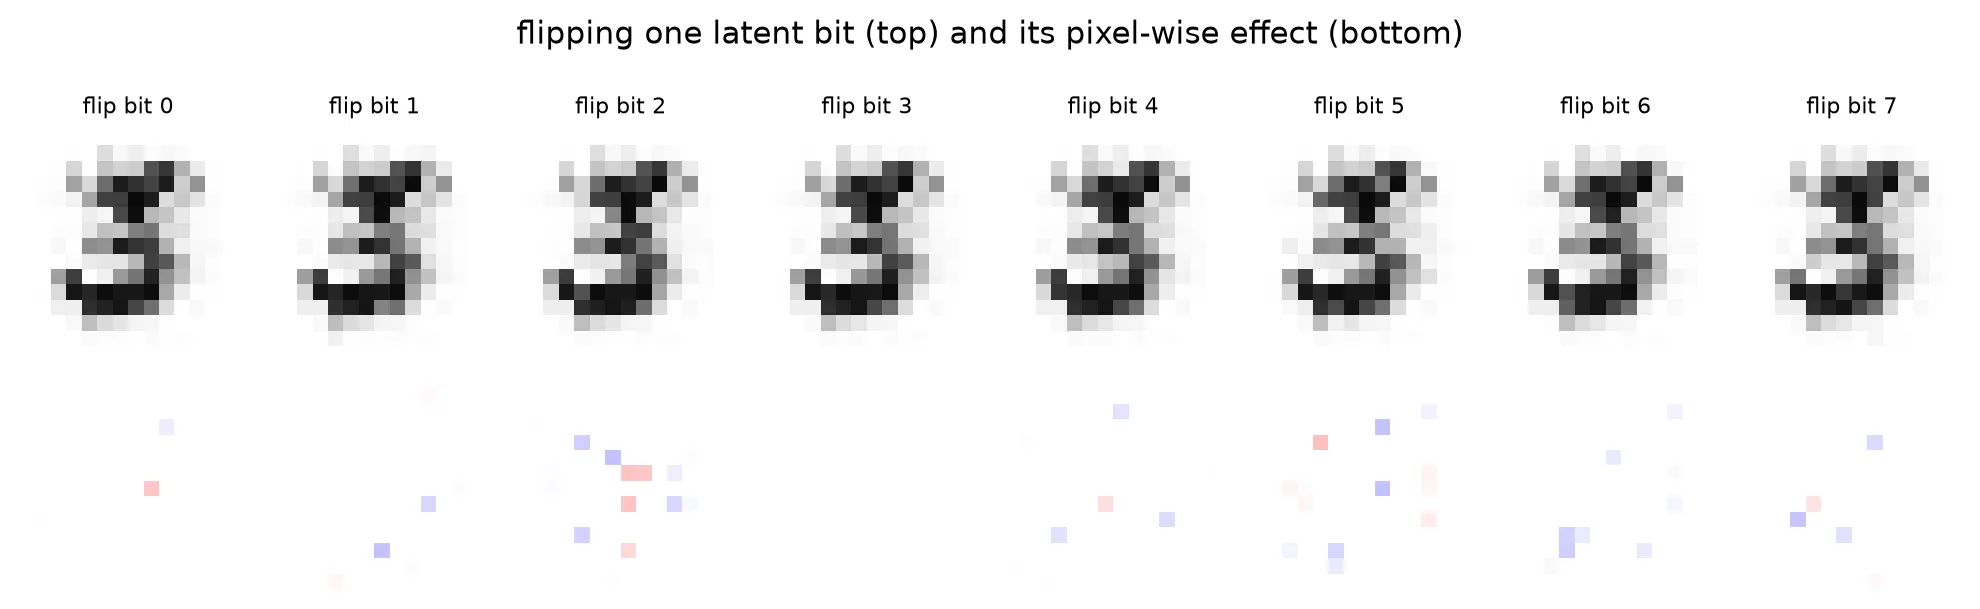 flipping one latent bit (top) and its pixel-wise effect (bottom)
flip bit 0 flip bit 1 flip bit 2 flip bit 3 flip bit 4 flip bit 5 flip bit 6 flip bit 7